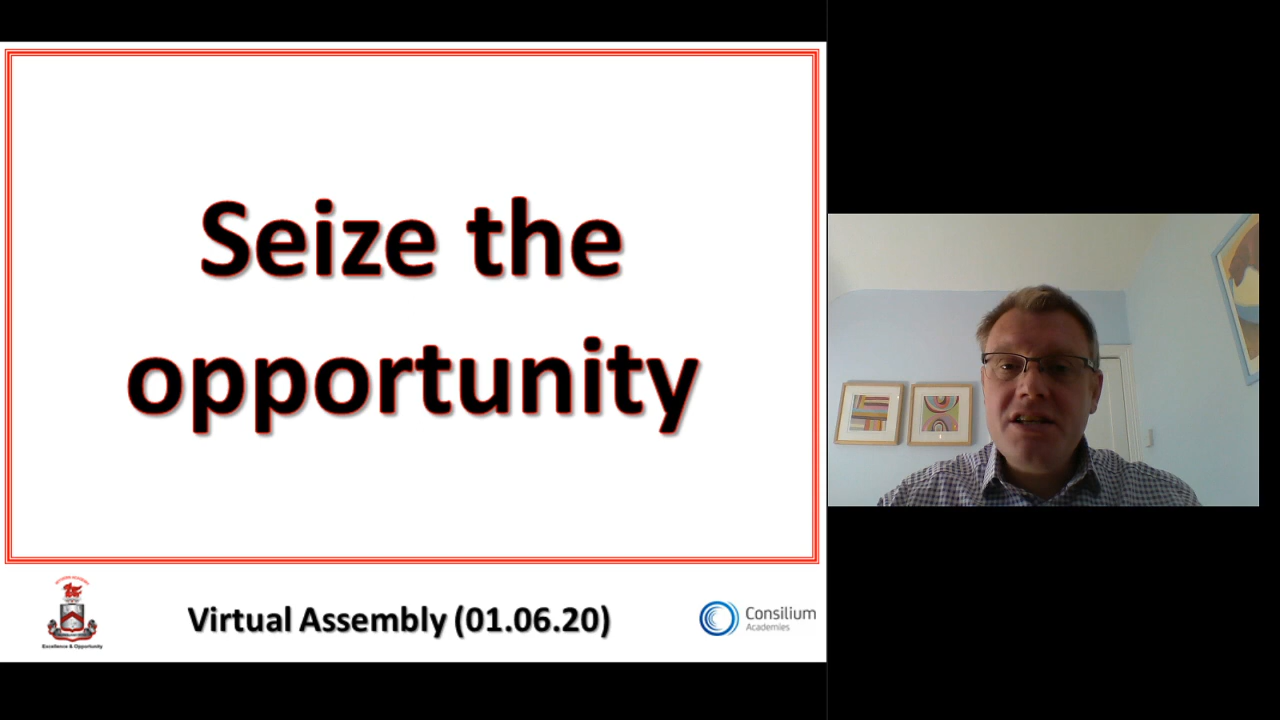 Seize the
opportunity
Excellence & Opportunity
Virtual Assembly (01.06.20)
Consilium
Academies